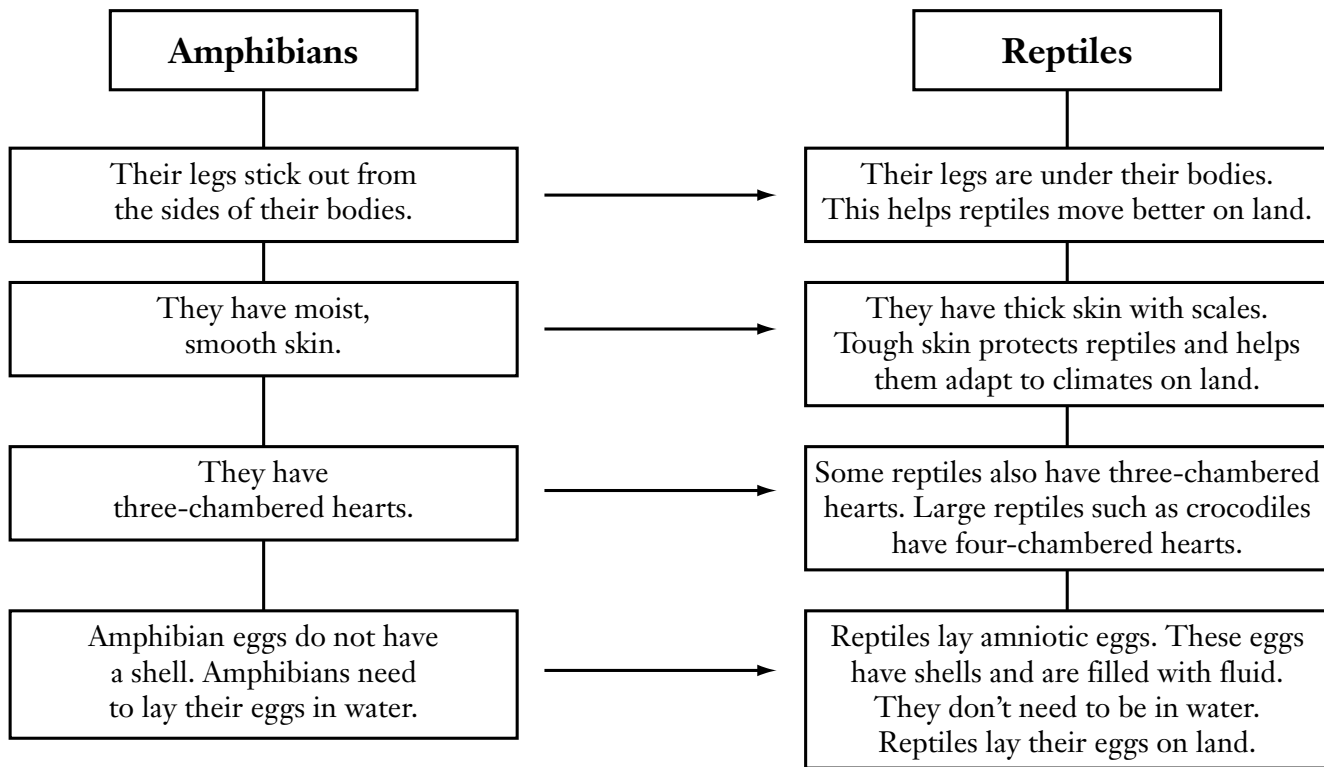 Amphibians
Their legs stick out from
the sides of their bodies.
They have moist,
smooth skin.
They have
three-chambered hearts.
Amphibian eggs do not have
a shell. Amphibians need
to lay their eggs in water.
Reptiles
Their legs are under their bodies.
This helps reptiles move better on land.
They have thick skin with scales.
Tough skin protects reptiles and helps
them adapt to climates on land.
Some reptiles also have three-chambered
hearts. Large reptiles such as crocodiles
have four-chambered hearts.
Reptiles lay amniotic eggs. These eggs
have shells and are filled with fluid.
They don’t need to be in water.
Reptiles lay their eggs on land.